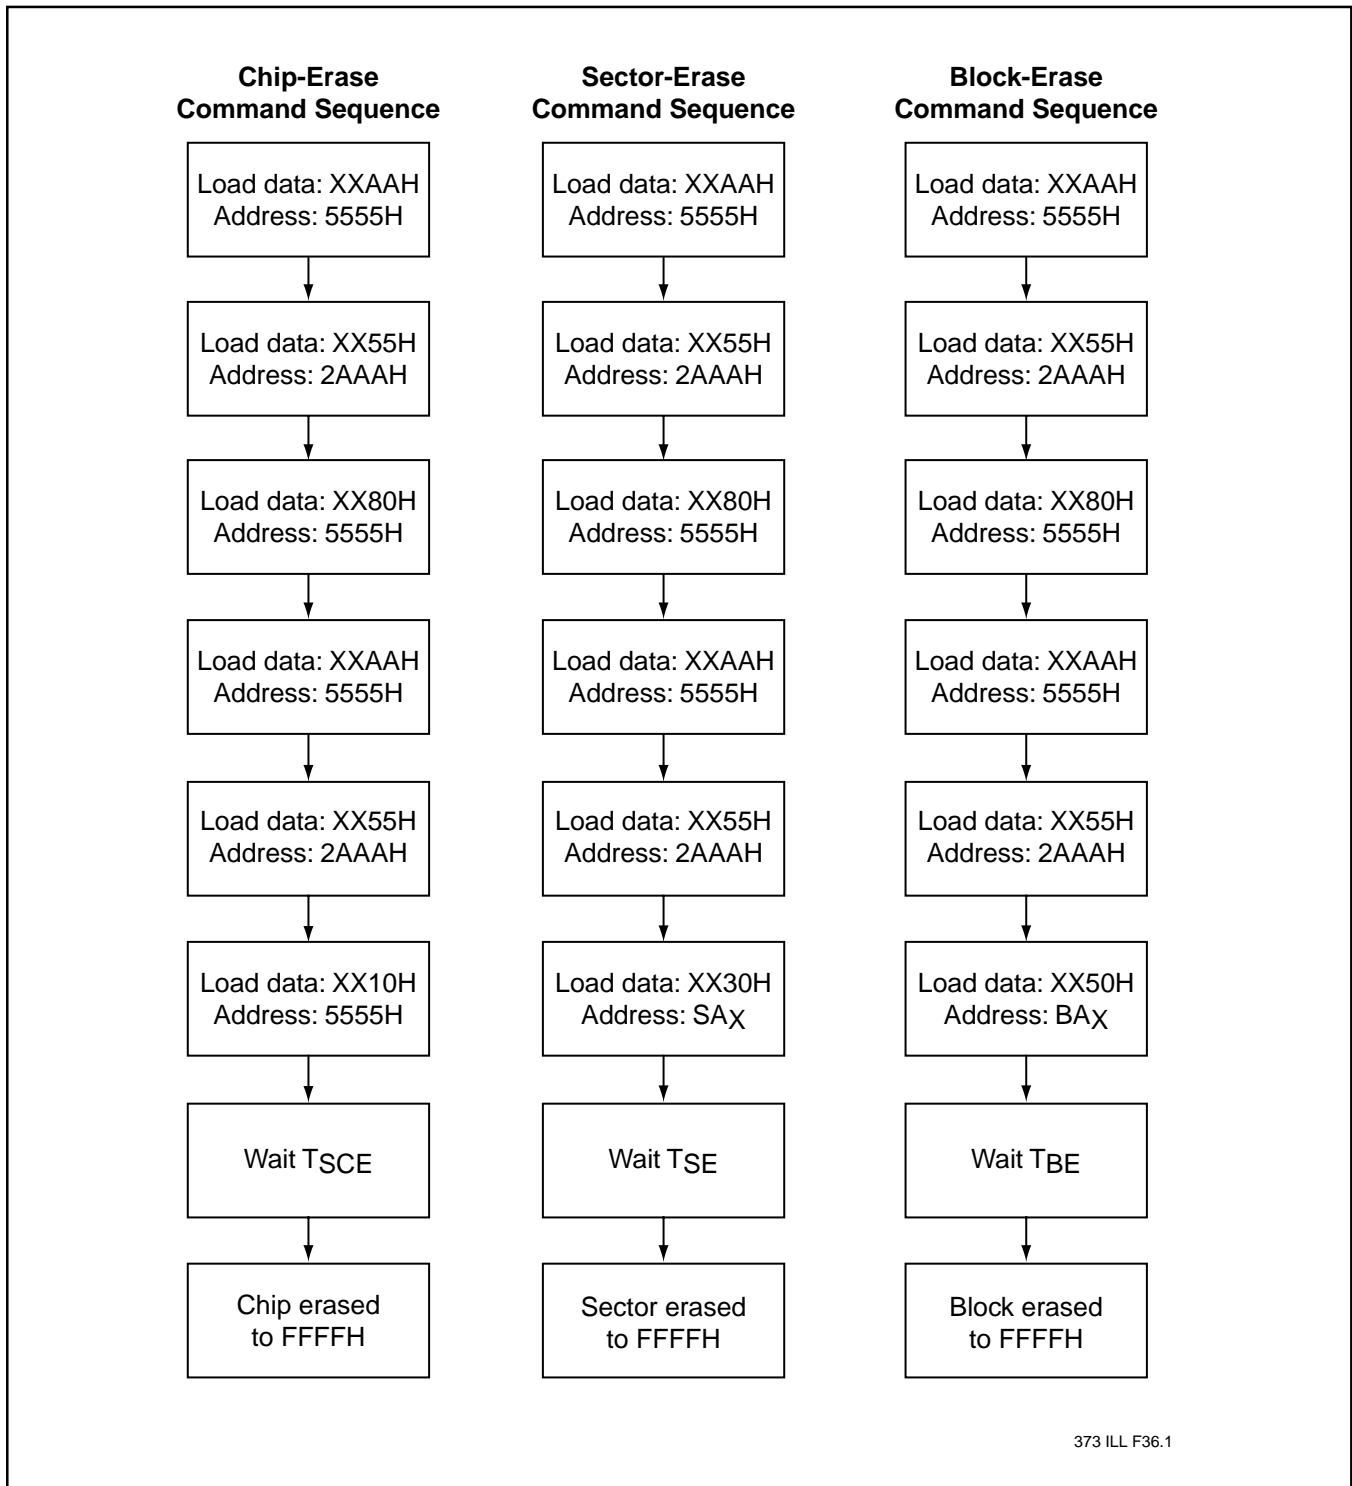 Chip-Erase
Command Sequence
Load data: XXAAH
Address: 5555H
Load data: XX55H
Address: 2AAAH
Load data: XX80H
Address: 5555H
Load data: XXAAH
Address: 5555H
Load data: XX55H
Address: 2AAAH
Load data: XX10H
Address: 5555H
Wait TSCE
Chip erased
to FFFFH
Sector-Erase
Command Sequence
Load data: XXAAH
Address: 5555H
Load data: XX55H
Address: 2AAAH
Load data: XX80H
Address: 5555H
Load data: XXAAH
Address: 5555H
Load data: XX55H
Address: 2AAAH
Load data: XX30H
Address: SAX
Wait TSE
Sector erased
to FFFFH
Block-Erase
Command Sequence
Load data: XXAAH
Address: 5555H
Load data: XX55H
Address: 2AAAH
Load data: XX80H
Address: 5555H
Load data: XXAAH
Address: 5555H
Load data: XX55H
Address: 2AAAH
Load data: XX50H
Address: BAX
Wait TBE
Block erased
to FFFFH
373 ILL F36.1